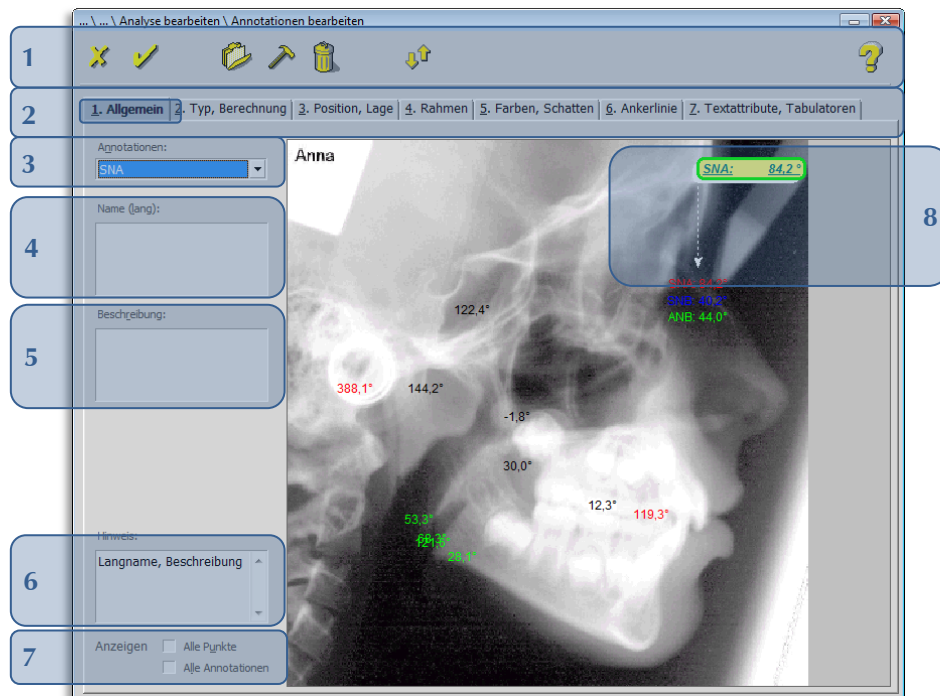 ... \ ... \ Analyse bearbeiten \ Annotationen bearbeiten
1
2
1. Allgemein
2. Typ, Berechnung
3. Position, Lage
4. Rahmen
5. Farben, Schatten
6. Ankerlinie
7. Textattribute, Tabulatoren
3
Annotationen:
SNA
Anna
SNA: 84,2 °
8
4
Name (lang):
SNB: 40,2°
ANB: 44,0°
122,4°
5
Beschreibung:
388,1°
144,2°
-1,8°
30,0°
12,3°
119,3°
53,3°
28,1°
6
Hinweis:
Langname, Beschreibung
7
Anzeigen
Alle Punkte
Alle Annotationen